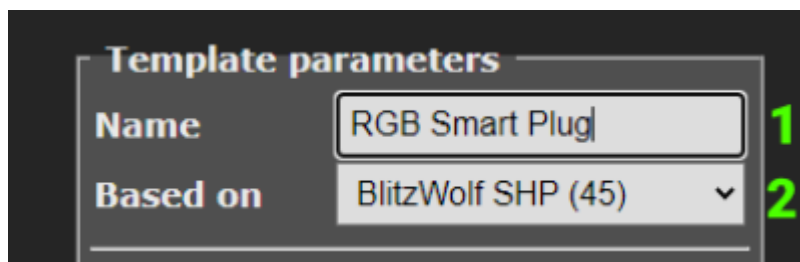 Template parameters
Name RGB Smart Plug 1
Based on BlitzWolf SHP (45) 2